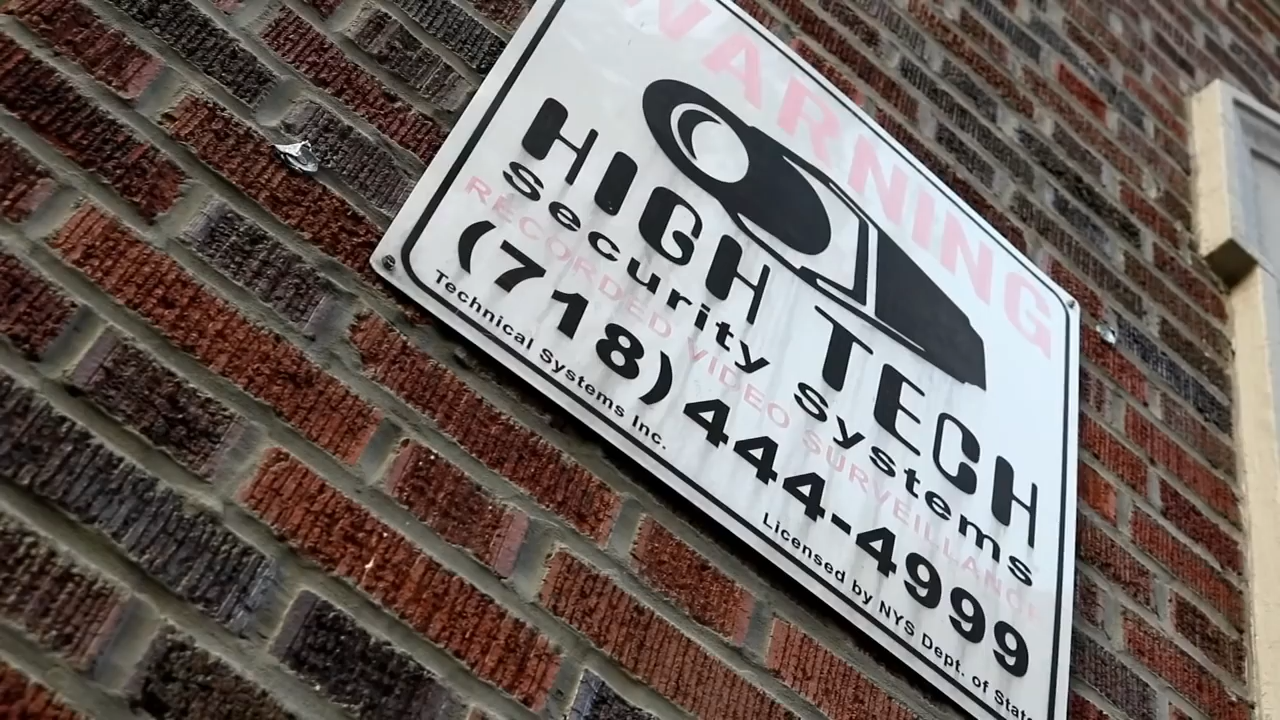 WARNING
HIGH TECH
Security Systems
RECORDED VIDEO SURVEILLANCE
(718) 444-4999
Technical Systems Inc.
Licensed by NYS Dept. of State